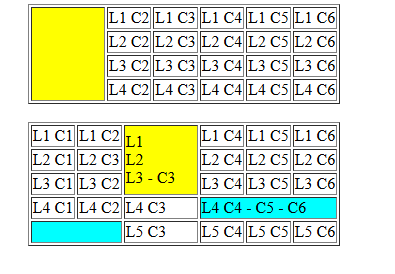 L1 C2 L1 C3 L1 C4 L1 C5 L1 C6
L2 C2 L2 C3 L2 C4 L2 C5 L2 C6
L3 C2 L3 C3 L3 C4 L3 C5 L3 C6
L4 C2 L4 C3 L4 C4 L4 C5 L4 C6
L1 C1 L1 C2 L1 L1 C4 L1 C5 L1 C6
L2 C1 L2 C3 L2 L2 C4 L2 C5 L2 C6
L3 C1 L3 C2 L3 - C3 L3 C4 L3 C5 L3 C6
L4 C1 L4 C2 L4 C3 L4 C4 - C5 - C6
L5 C3 L5 C4 L5 C5 L5 C6